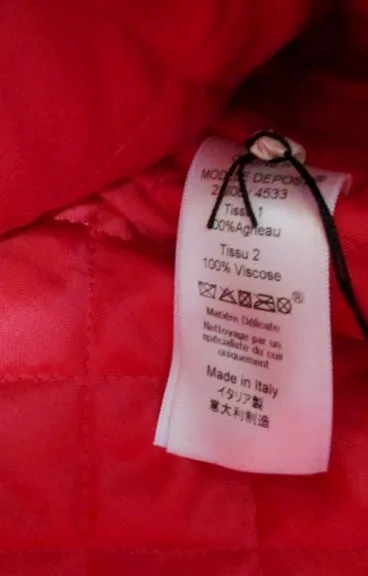 MODELE DEPOSE®
4533
Tissu 1
100%Agneau
Tissu 2
100% Viscose
®
Matière Délicate
Nettoyage par un
spécialiste du cuir
uniquement
Made in Italy
イタリア製
意大利制造